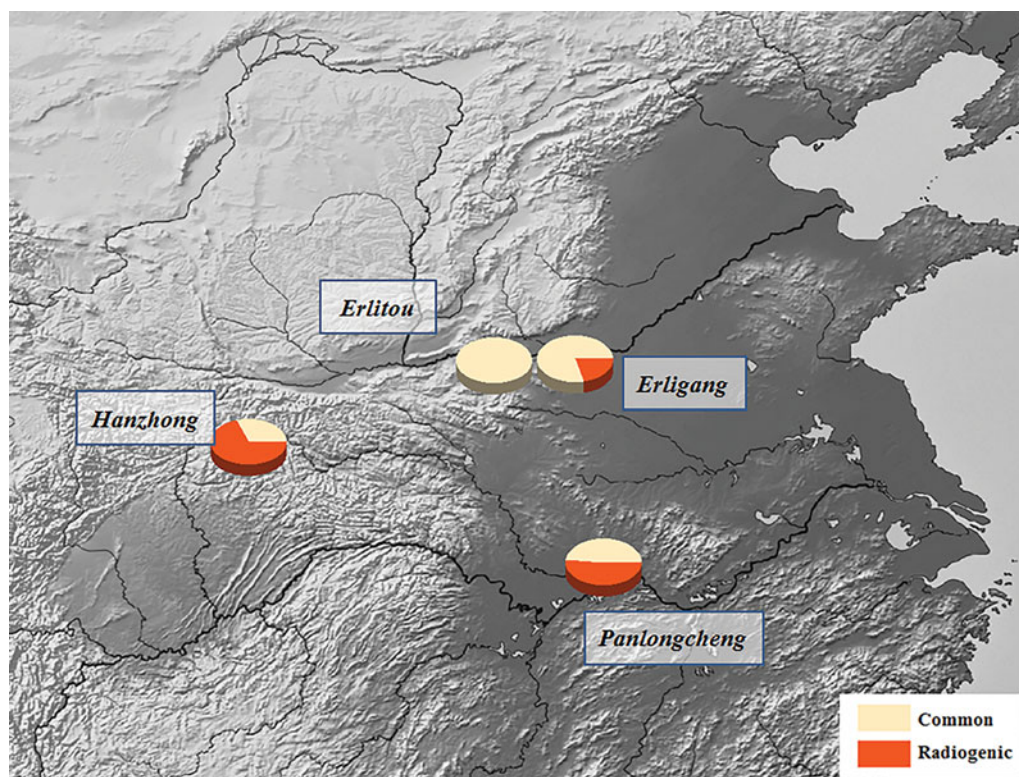 Erlitou
Erligang
Hanzhong
Panlongcheng
Common
Radiogenic